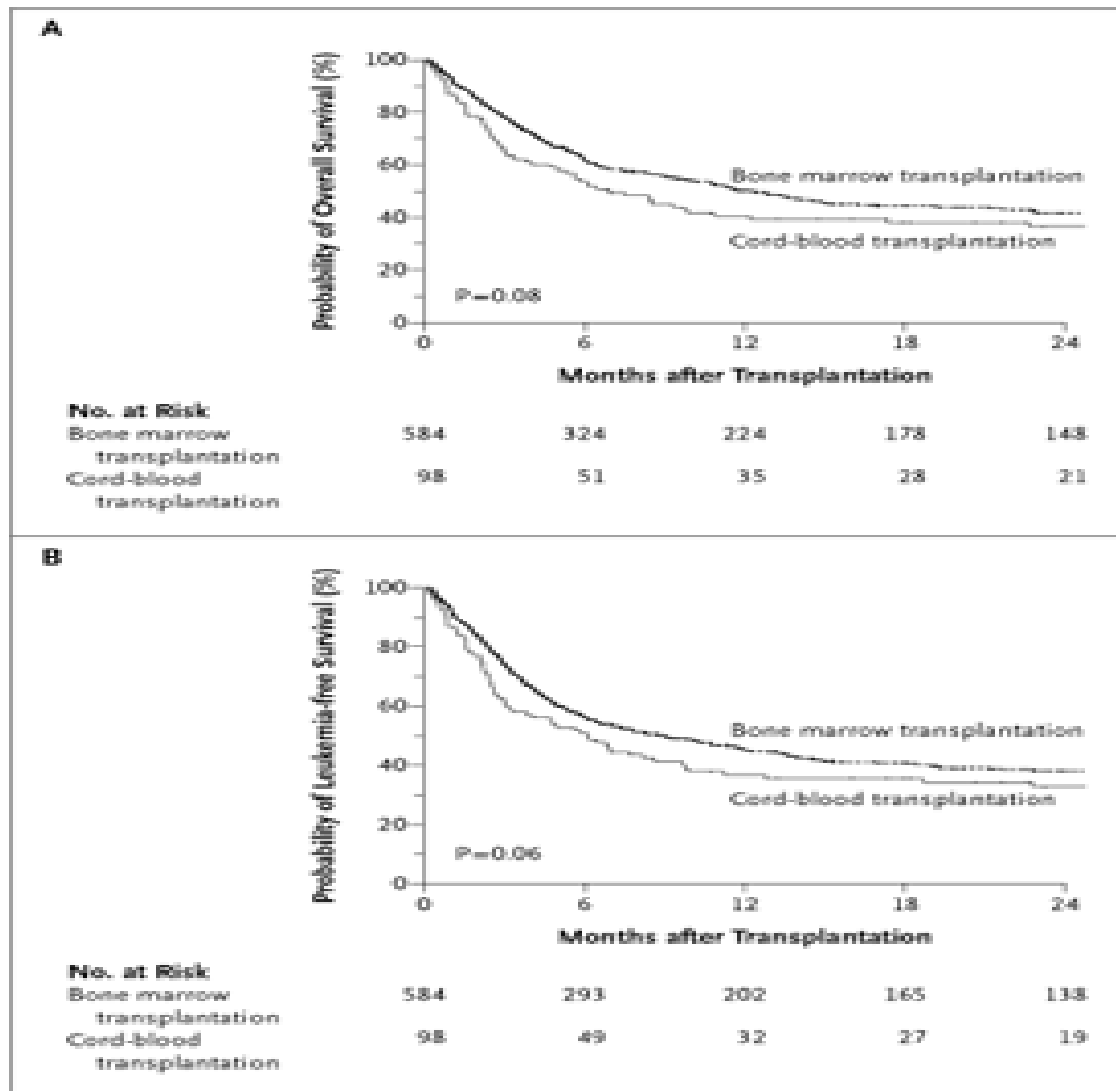 A
Probability of Overall Survival (%)
100
80
60
40
20
0
Bone marrow transplantation
Cord-blood transplantation
P=0.08
0 6 12 18 24
Months after Transplantation
No. at Risk
Bone marrow 584 324 224 178 148
transplantation
Cord-blood 98 51 35 28 21
transplantation
B
Probability of Leukemia-free Survival (%)
100
80
60
40
20
0
Bone marrow transplantation
Cord-blood transplantation
P=0.06
0 6 12 18 24
Months after Transplantation
No. at Risk
Bone marrow 584 293 202 165 138
transplantation
Cord-blood 98 49 32 27 19
transplantation